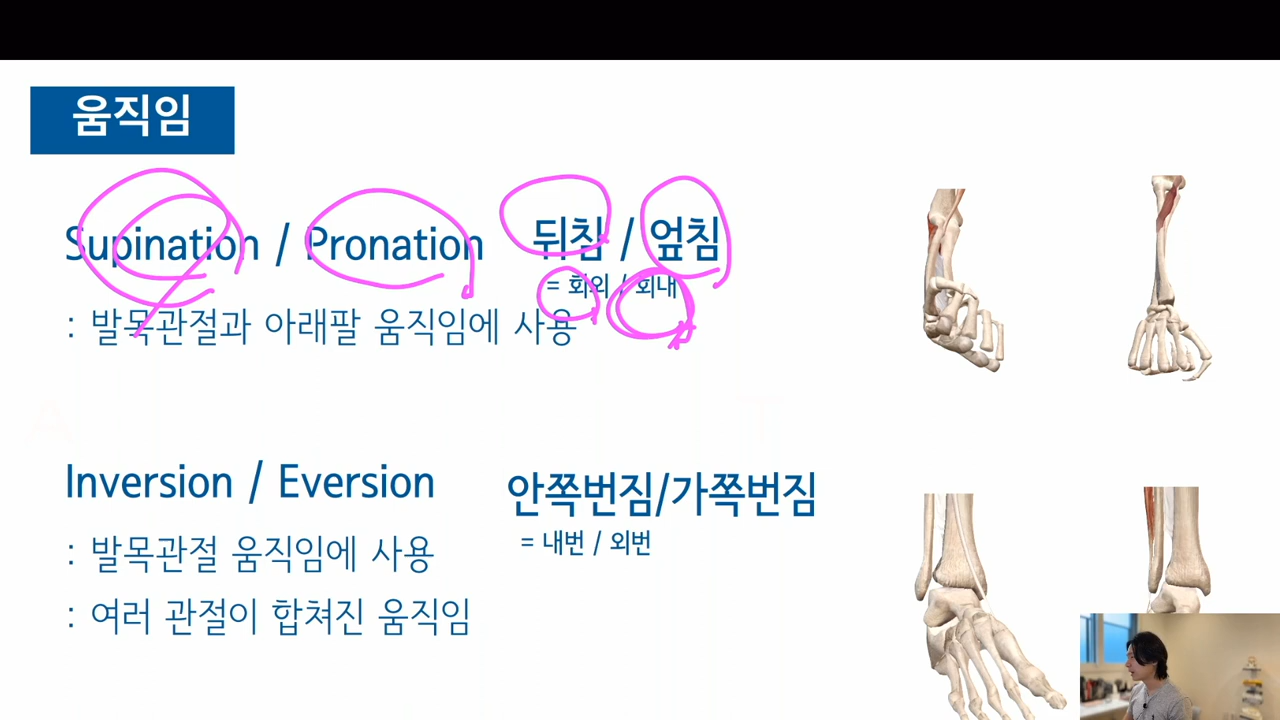 움직임
Supination / Pronation 뒤침 / 엎침
= 회외 / 회내
: 발목관절과 아래팔 움직임에 사용
Inversion / Eversion 안쪽번짐/가쪽번짐
= 내번 / 외번
: 발목관절 움직임에 사용
: 여러 관절이 합쳐진 움직임